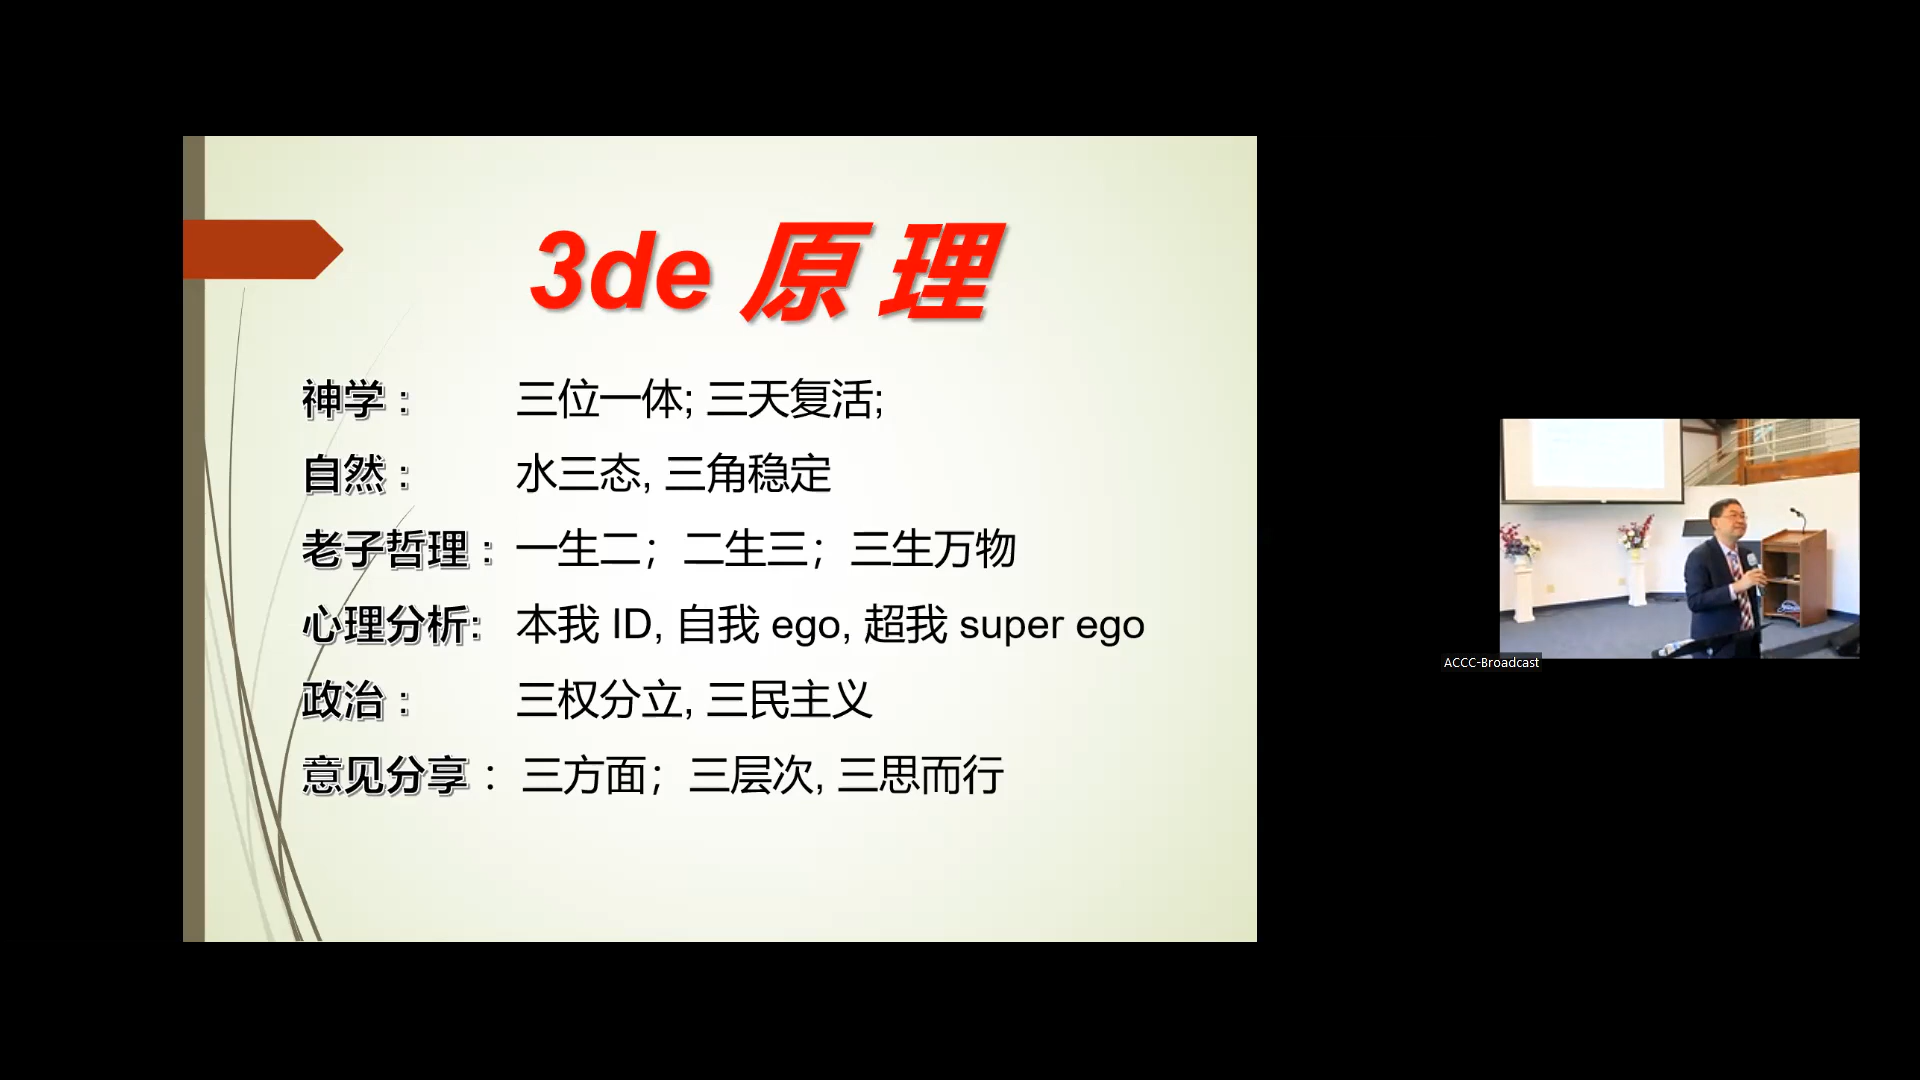 3de 原 理
神学： 三位一体; 三天复活;
自然： 水三态, 三角稳定
老子哲理： 一生二；二生三；三生万物
心理分析: 本我 ID, 自我 ego, 超我 super ego
政治： 三权分立, 三民主义
意见分享： 三方面；三层次, 三思而行
ACCC-Broadcast